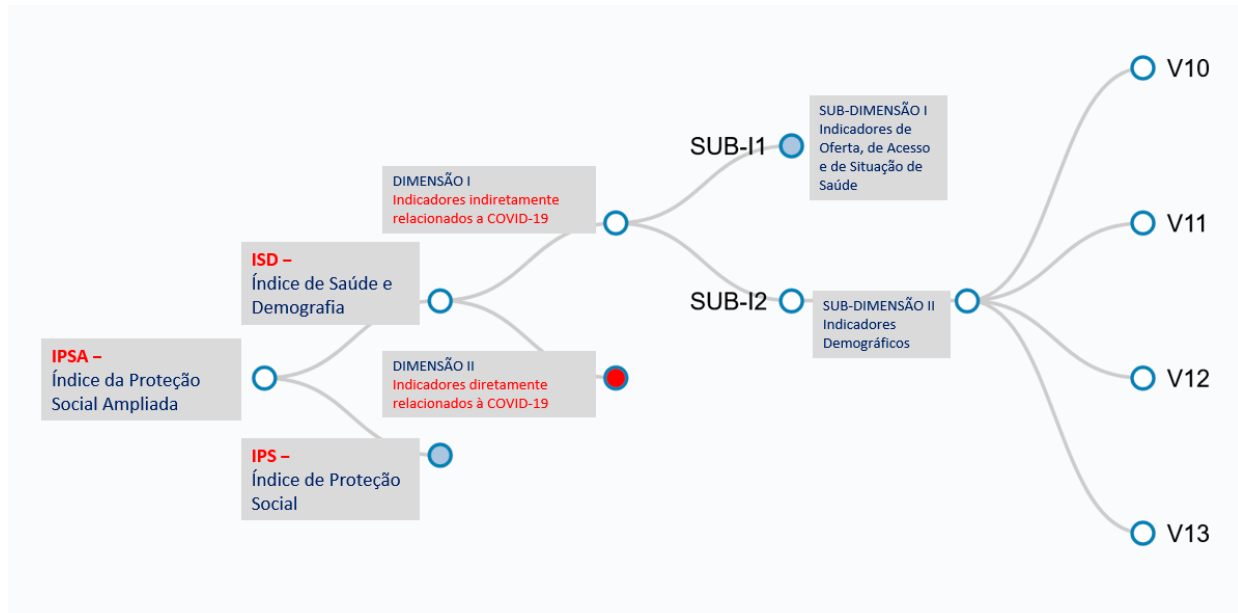 V10
SUB-DIMENSÃO I
Indicadores de
Oferta, de Acesso
e de Situação de
Saúde
SUB-I1
DIMENSÃO I
Indicadores indiretamente
relacionados a COVID-19
V11
ISD –
Índice de Saúde e
Demografia
SUB-I2
SUB-DIMENSÃO II
Indicadores
Demográficos
IPSA –
Índice da Proteção
Social Ampliada
DIMENSÃO II
Indicadores diretamente
relacionados à COVID-19
V12
IPS –
Índice de Proteção
Social
V13